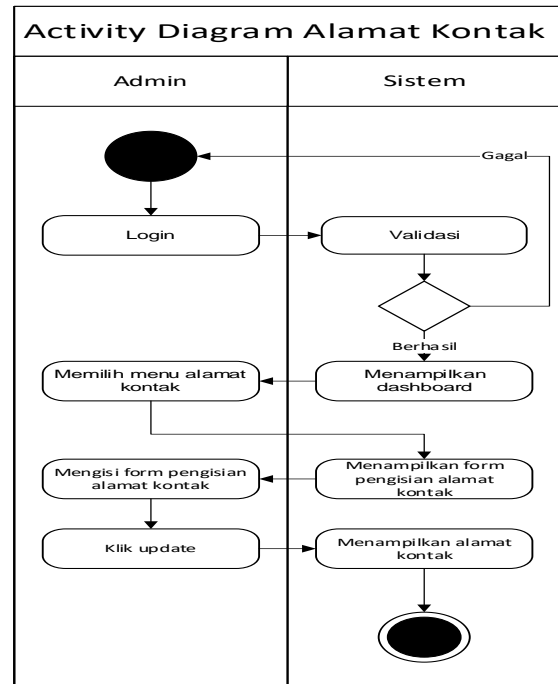 Activity Diagram Alamat Kontak
Admin
Sistem
Gagal
Login
Validasi
Berhasil
Memilih menu alamat
kontak
Menampilkan
dashboard
Mengisi form pengisian
alamat kontak
Menampilkan form
pengisian alamat
kontak
Klik update
Menampilkan alamat
kontak